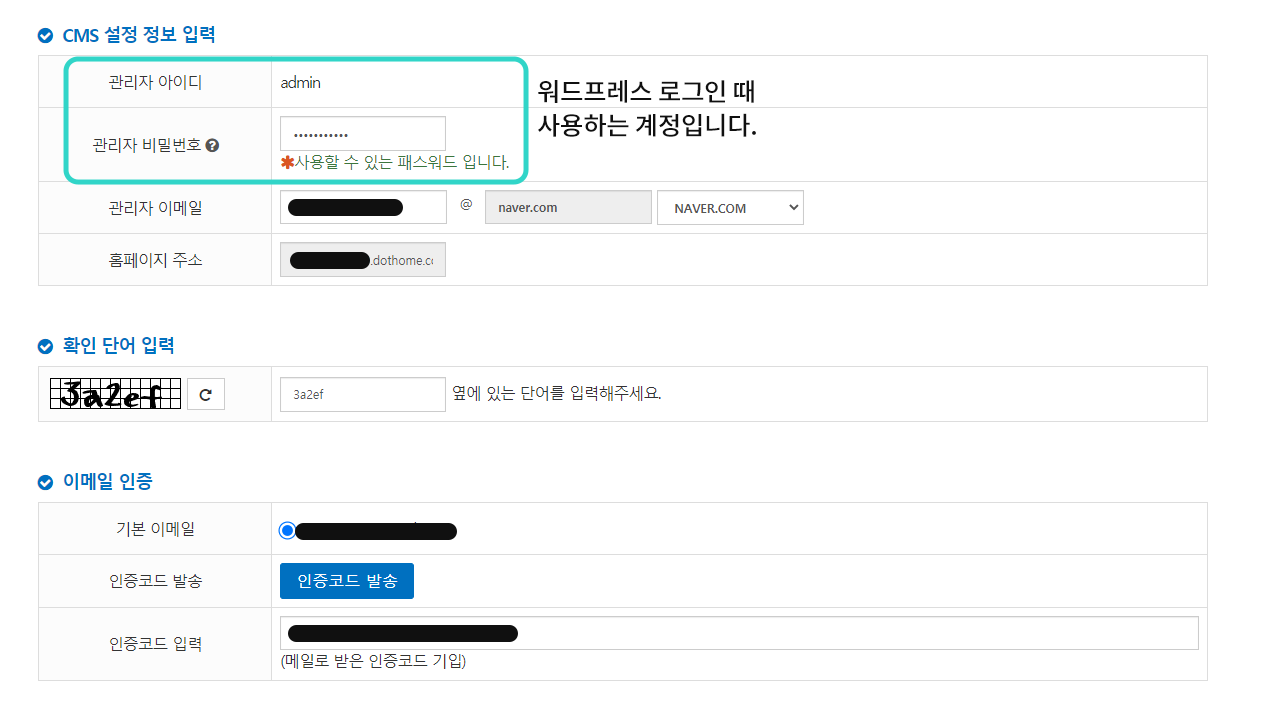 CMS 설정 정보 입력
관리자 아이디 admin
워드프레스 로그인 때
사용하는 계정입니다.
관리자 비밀번호
✱사용할 수 있는 패스워드 입니다.
관리자 이메일 @ naver.com NAVER.COM
홈페이지 주소 .dothome.c
확인 단어 입력
3a2ef 3a2ef 옆에 있는 단어를 입력해주세요.
이메일 인증
기본 이메일
인증코드 발송 인증코드 발송
인증코드 입력
(메일로 받은 인증코드 기입)